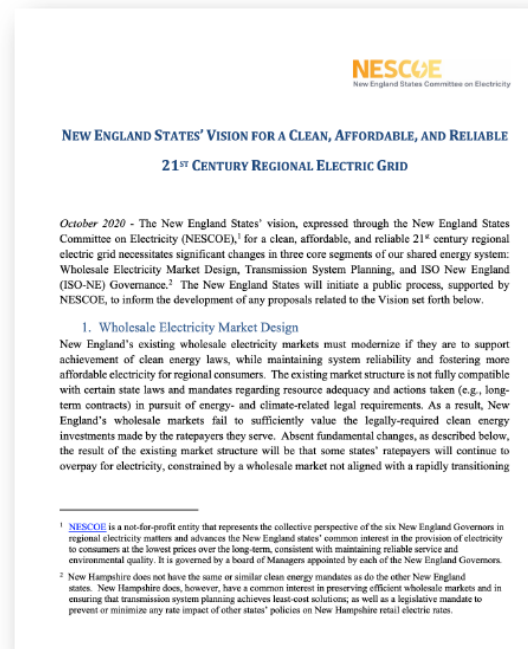 NESCOE
New England States Committee on Electricity
NEW ENGLAND STATES' VISION FOR A CLEAN, AFFORDABLE, AND RELIABLE
21ST CENTURY REGIONAL ELECTRIC GRID
October 2020 - The New England States' vision, expressed through the New England States
Committee on Electricity (NESCOE),1 for a clean, affordable, and reliable 21st century regional
electric grid necessitates significant changes in three core segments of our shared energy system:
Wholesale Electricity Market Design, Transmission System Planning, and ISO New England
(ISO-NE) Governance.2 The New England States will initiate a public process, supported by
NESCOE, to inform the development of any proposals related to the Vision set forth below.
1. Wholesale Electricity Market Design
New England's existing wholesale electricity markets must modernize if they are to support
achievement of clean energy laws, while maintaining system reliability and fostering more
affordable electricity for regional consumers. The existing market structure is not fully compatible
with certain state laws and mandates regarding resource adequacy and actions taken (e.g., long-
term contracts) in pursuit of energy- and climate-related legal requirements. As a result, New
England's wholesale markets fail to sufficiently value the legally-required clean energy
investments made by the ratepayers they serve. Absent fundamental changes, as described below,
the result of the existing market structure will be that some states' ratepayers will continue to
overpay for electricity, constrained by a wholesale market not aligned with a rapidly transitioning
1 NESCOE is a not-for-profit entity that represents the collective perspective of the six New England Governors in
regional electricity matters and advances the New England states' common interest in the provision of electricity
to consumers at the lowest prices over the long-term, consistent with maintaining reliable service and
environmental quality. It is governed by a board of Managers appointed by each of the New England Governors.
2 New Hampshire does not have the same or similar clean energy mandates as do the other New England
states. New Hampshire does, however, have a common interest in preserving efficient wholesale markets and in
ensuring that transmission system planning achieves least-cost solutions; as well as a legislative mandate to
prevent or minimize any rate impact of other states' policies on New Hampshire retail electric rates.